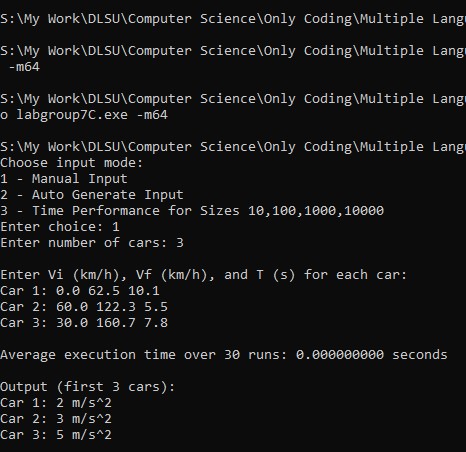 S:\My Work\DLSU\Computer Science\Only Coding\Multiple Lang
S:\My Work\DLSU\Computer Science\Only Coding\Multiple Lang
-m64
S:\My Work\DLSU\Computer Science\Only Coding\Multiple Lang
o labgroup7C.exe -m64
S:\My Work\DLSU\Computer Science\Only Coding\Multiple Lang
Choose input mode:
1 - Manual Input
2 - Auto Generate Input
3 - Time Performance for Sizes 10,100,1000,10000
Enter choice: 1
Enter number of cars: 3
Enter Vi (km/h), Vf (km/h), and T (s) for each car:
Car 1: 0.0 62.5 10.1
Car 2: 60.0 122.3 5.5
Car 3: 30.0 160.7 7.8
Average execution time over 30 runs: 0.000000000 seconds
Output (first 3 cars):
Car 1: 2 m/s^2
Car 2: 3 m/s^2
Car 3: 5 m/s^2